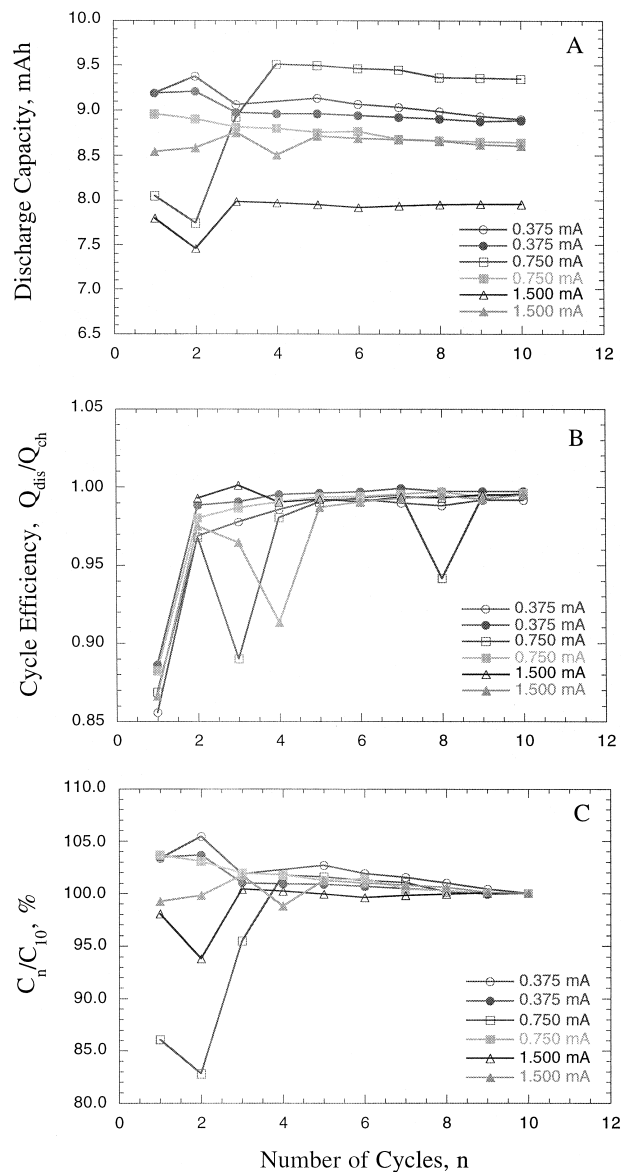 A
10.0
9.5
9.0
8.5
8.0
7.5
7.0
6.5
Discharge Capacity, mAh
0.375 mA
0.375 mA
0.750 mA
0.750 mA
1.500 mA
1.500 mA
0 2 4 6 8 10 12
B
1.05
1.00
0.95
0.90
0.85
Cycle Efficiency, Qdis/Qch
0.375 mA
0.375 mA
0.750 mA
0.750 mA
1.500 mA
1.500 mA
0 2 4 6 8 10 12
C
110.0
105.0
100.0
95.0
90.0
85.0
80.0
Cn/C10, %
0.375 mA
0.375 mA
0.750 mA
0.750 mA
1.500 mA
1.500 mA
0 2 4 6 8 10 12
Number of Cycles, n